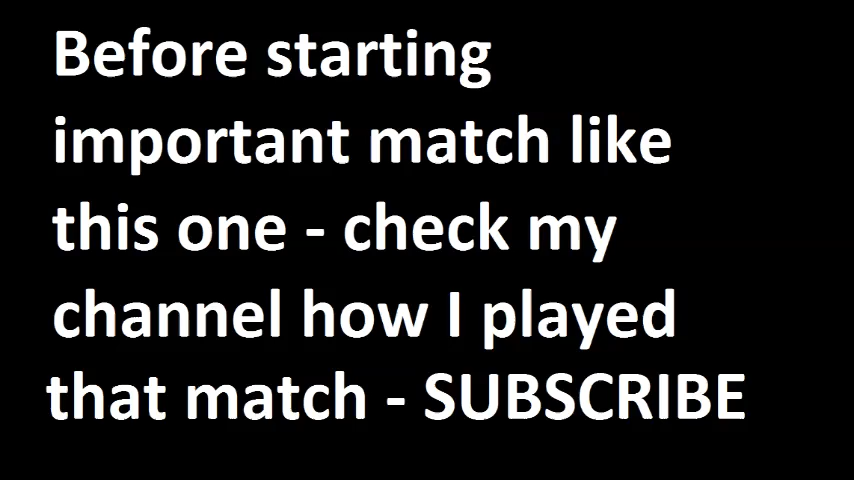 Before starting
important match like
this one - check my
channel how I played
that match - SUBSCRIBE